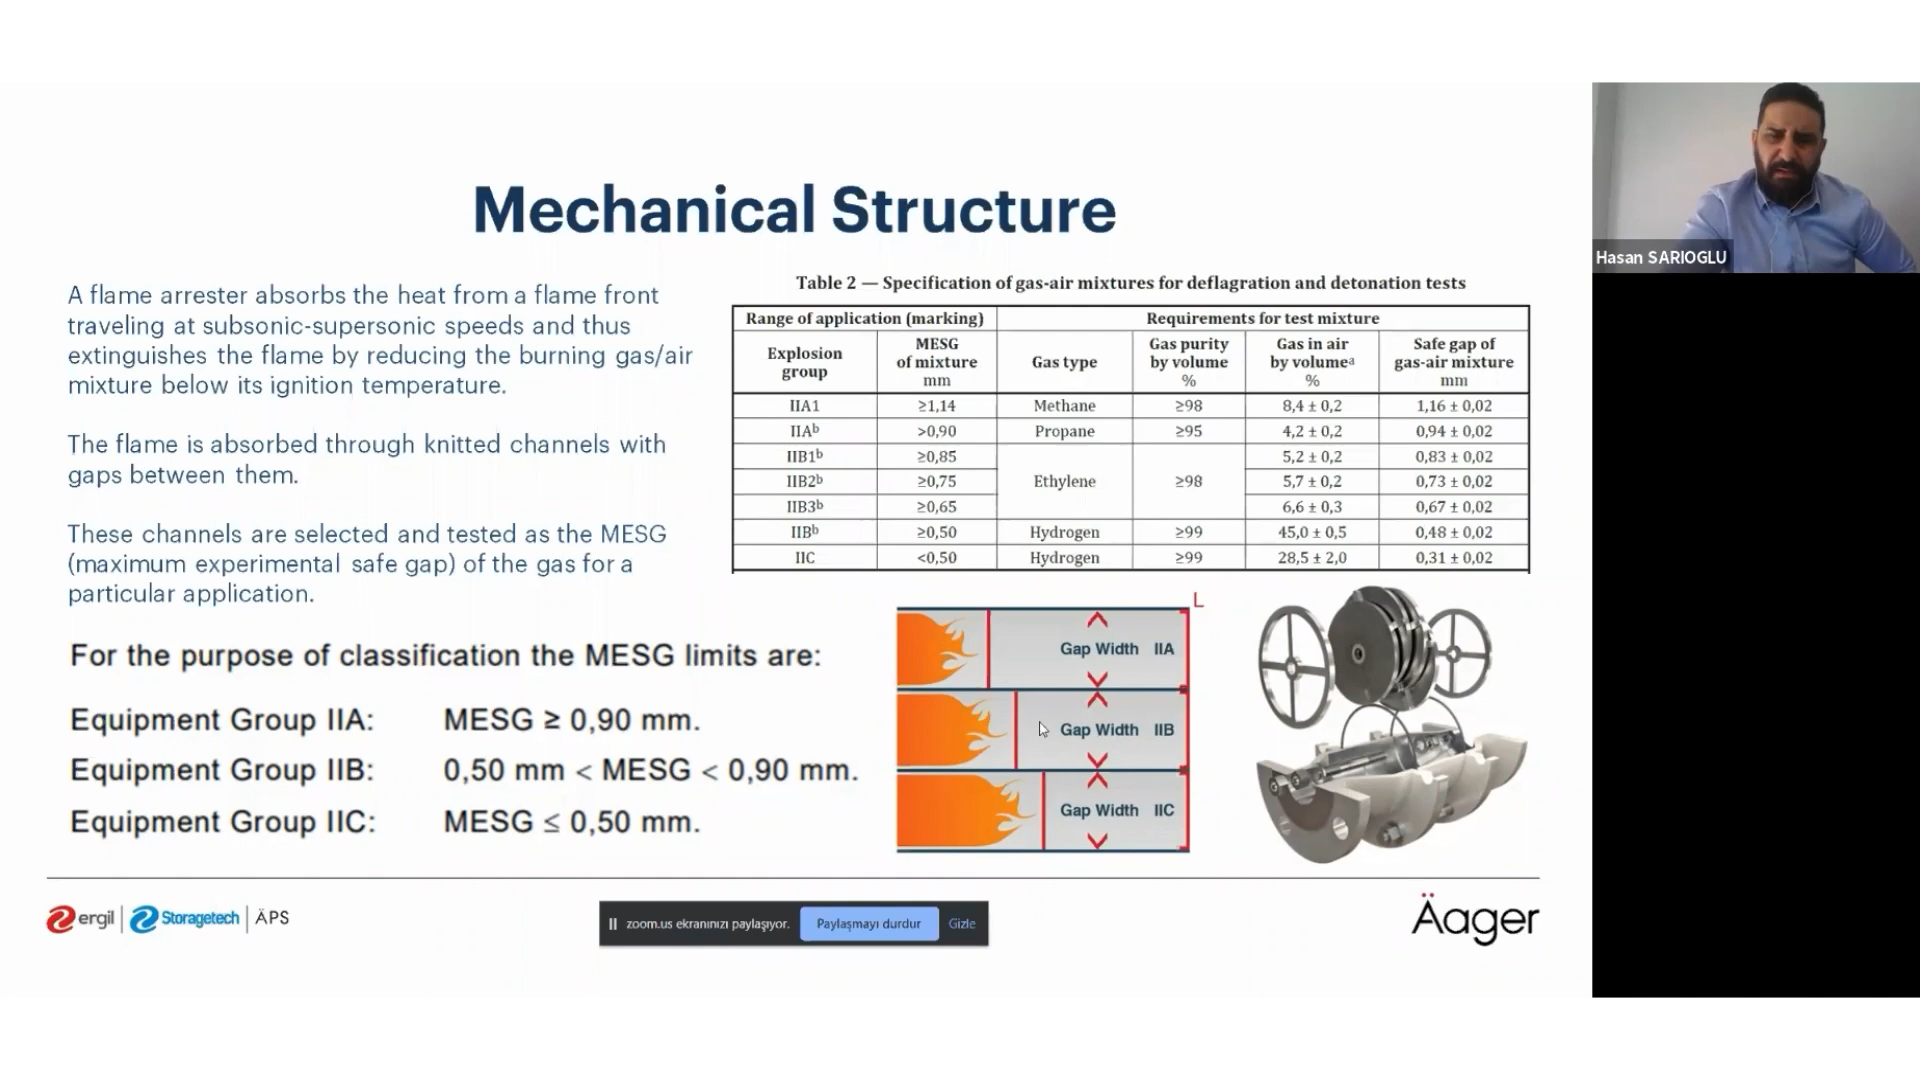 Mechanical Structure
A flame arrester absorbs the heat from a flame front
traveling at subsonic-supersonic speeds and thus
extinguishes the flame by reducing the burning gas/air
mixture below its ignition temperature.
The flame is absorbed through knitted channels with
gaps between them.
These channels are selected and tested as the MESG
(maximum experimental safe gap) of the gas for a
particular application.
For the purpose of classification the MESG limits are:
Equipment Group IIA: MESG ≥ 0,90 mm.
Equipment Group IIB: 0,50 mm < MESG < 0,90 mm.
Equipment Group IIC: MESG ≤ 0,50 mm.
Table 2 — Specification of gas-air mixtures for deflagration and detonation tests
Range of application (marking) Requirements for test mixture
Explosion group MESG of mixture mm Gas type Gas purity by volume % Gas in air by volumeᵃ % Safe gap of gas-air mixture mm
IIA1 ≥1,14 Methane ≥98 8,4 ± 0,2 1,16 ± 0,02
IIAᵇ >0,90 Propane ≥95 4,2 ± 0,2 0,94 ± 0,02
IIB1ᵇ ≥0,85 5,2 ± 0,2 0,83 ± 0,02
IIB2ᵇ ≥0,75 Ethylene ≥98 5,7 ± 0,2 0,73 ± 0,02
IIB3ᵇ ≥0,65 6,6 ± 0,3 0,67 ± 0,02
IIBᵇ ≥0,50 Hydrogen ≥99 45,0 ± 0,5 0,48 ± 0,02
IIC <0,50 Hydrogen ≥99 28,5 ± 2,0 0,31 ± 0,02
L
Gap Width IIA
Gap Width IIB
Gap Width IIC
ergil Storagetech ÄPS
zoom.us ekranınızı paylaşıyor. Paylaşmayı durdur Gizle
Äager
Hasan SARIOGLU